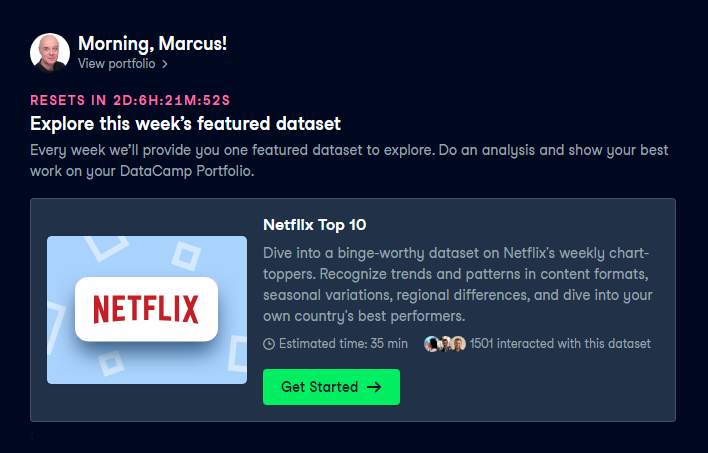 Morning, Marcus!
View portfolio
RESETS IN 2D:6H:21M:52S
Explore this week's featured dataset
Every week we'll provide you one featured dataset to explore. Do an analysis and show your best
work on your DataCamp Portfolio.
Netflix Top 10
NETFLIX
Dive into a binge-worthy dataset on Netflix's weekly chart-
toppers. Recognize trends and patterns in content formats,
seasonal variations, regional differences, and dive into your
own country's best performers.
Estimated time: 35 min
1501 interacted with this dataset
Get Started